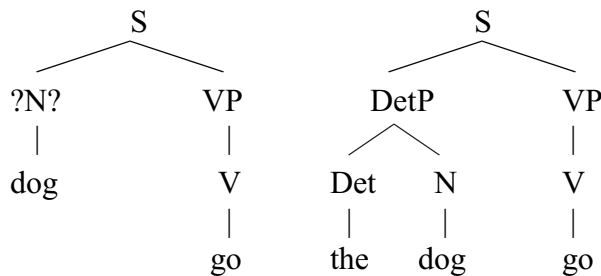 S S
?N? VP DetP VP
dog V Det N V
go the dog go